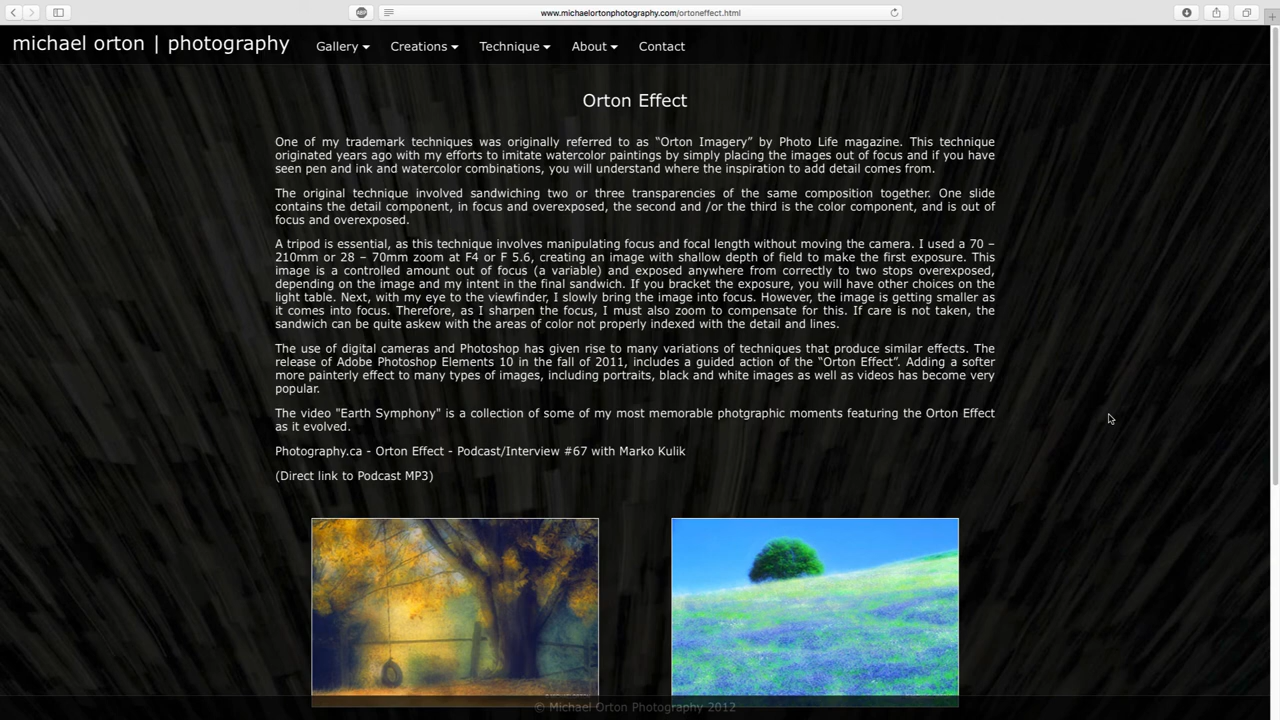 www.michaelortonphotography.com/ortoneffect.html
michael orton | photography
Gallery Creations Technique About Contact
Orton Effect
One of my trademark techniques was originally referred to as “Orton Imagery” by Photo Life magazine. This technique
originated years ago with my efforts to imitate watercolor paintings by simply placing the images out of focus and if you have
seen pen and ink and watercolor combinations, you will understand where the inspiration to add detail comes from.
The original technique involved sandwiching two or three transparencies of the same composition together. One slide
contains the detail component, in focus and overexposed, the second and /or the third is the color component, and is out of
focus and overexposed.
A tripod is essential, as this technique involves manipulating focus and focal length without moving the camera. I used a 70 –
210mm or 28 – 70mm zoom at F4 or F 5.6, creating an image with shallow depth of field to make the first exposure. This
image is a controlled amount out of focus (a variable) and exposed anywhere from correctly to two stops overexposed,
depending on the image and my intent in the final sandwich. If you bracket the exposure, you will have other choices on the
light table. Next, with my eye to the viewfinder, I slowly bring the image into focus. However, the image is getting smaller as
it comes into focus. Therefore, as I sharpen the focus, I must also zoom to compensate for this. If care is not taken, the
sandwich can be quite askew with the areas of color not properly indexed with the detail and lines.
The use of digital cameras and Photoshop has given rise to many variations of techniques that produce similar effects. The
release of Adobe Photoshop Elements 10 in the fall of 2011, includes a guided action of the “Orton Effect”. Adding a softer
more painterly effect to many types of images, including portraits, black and white images as well as videos has become very
popular.
The video "Earth Symphony" is a collection of some of my most memorable photgraphic moments featuring the Orton Effect
as it evolved.
Photography.ca - Orton Effect - Podcast/Interview #67 with Marko Kulik
(Direct link to Podcast MP3)
© Michael Orton Photography 2012